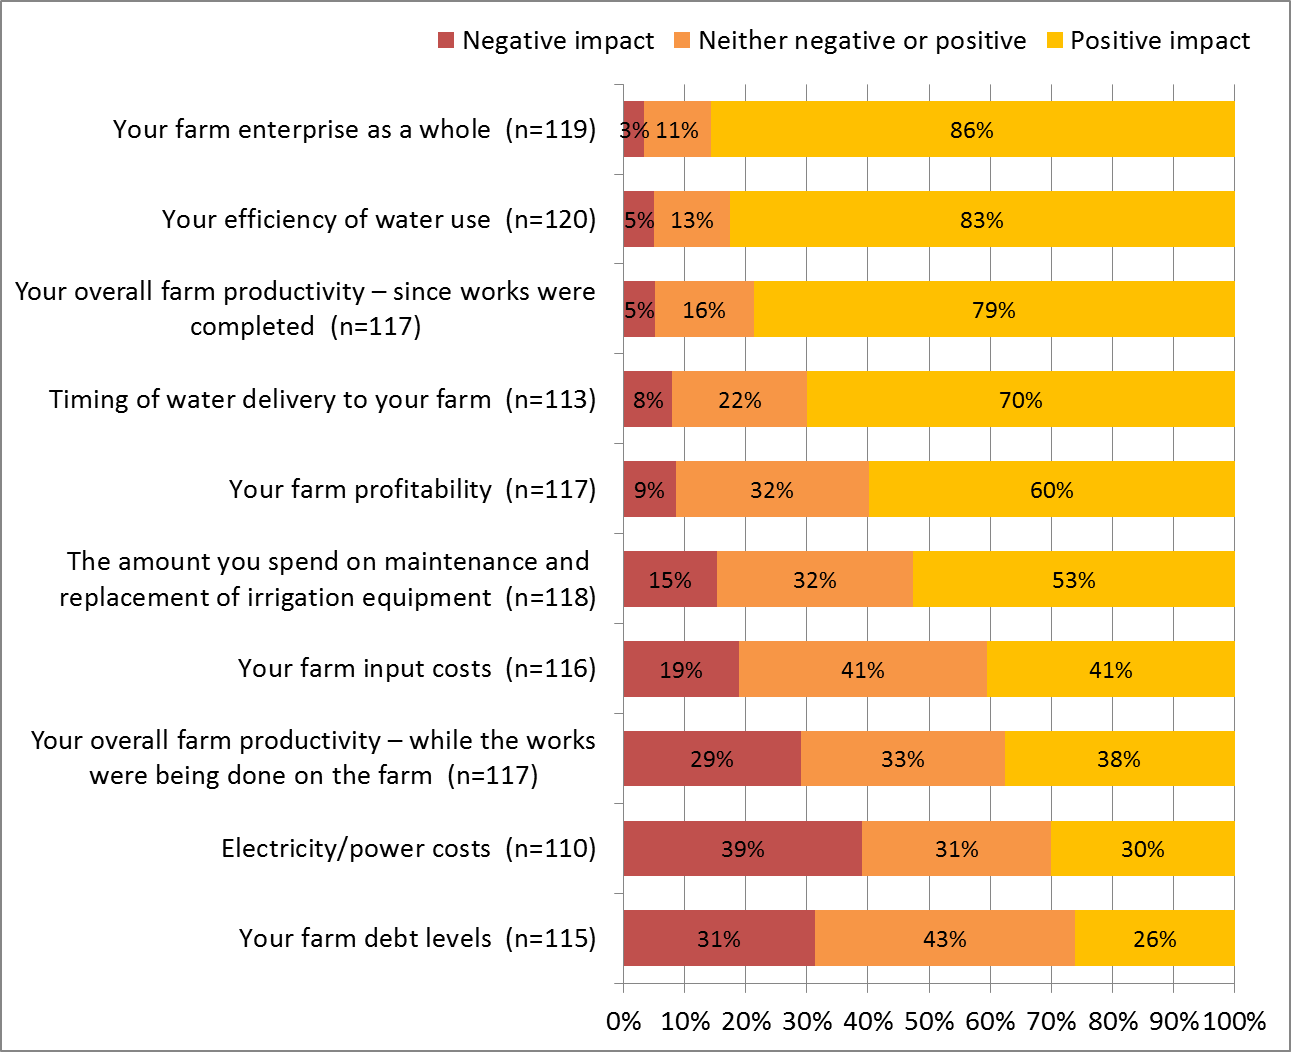 Negative impact Neither negative or positive Positive impact
Your farm enterprise as a whole (n=119) 3% 11% 86%
Your efficiency of water use (n=120) 5% 13% 83%
Your overall farm productivity – since works were
completed (n=117) 5% 16% 79%
Timing of water delivery to your farm (n=113) 8% 22% 70%
Your farm profitability (n=117) 9% 32% 60%
The amount you spend on maintenance and
replacement of irrigation equipment (n=118) 15% 32% 53%
Your farm input costs (n=116) 19% 41% 41%
Your overall farm productivity – while the works
were being done on the farm (n=117) 29% 33% 38%
Electricity/power costs (n=110) 39% 31% 30%
Your farm debt levels (n=115) 31% 43% 26%
0% 10% 20% 30% 40% 50% 60% 70% 80% 90% 100%